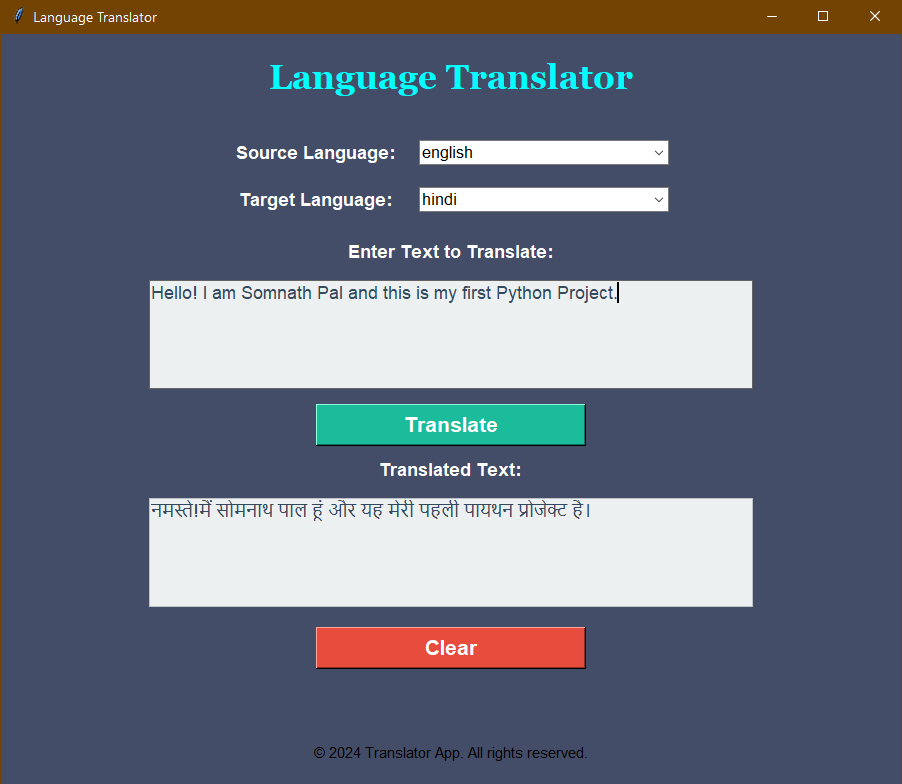 Language Translator
Language Translator
Source Language: english
Target Language: hindi
Enter Text to Translate:
Hello! I am Somnath Pal and this is my first Python Project.
Translate
Translated Text:
नमस्ते!मैं सोमनाथ पाल हूं और यह मेरी पहली पायथन प्रोजेक्ट है।
Clear
© 2024 Translator App. All rights reserved.